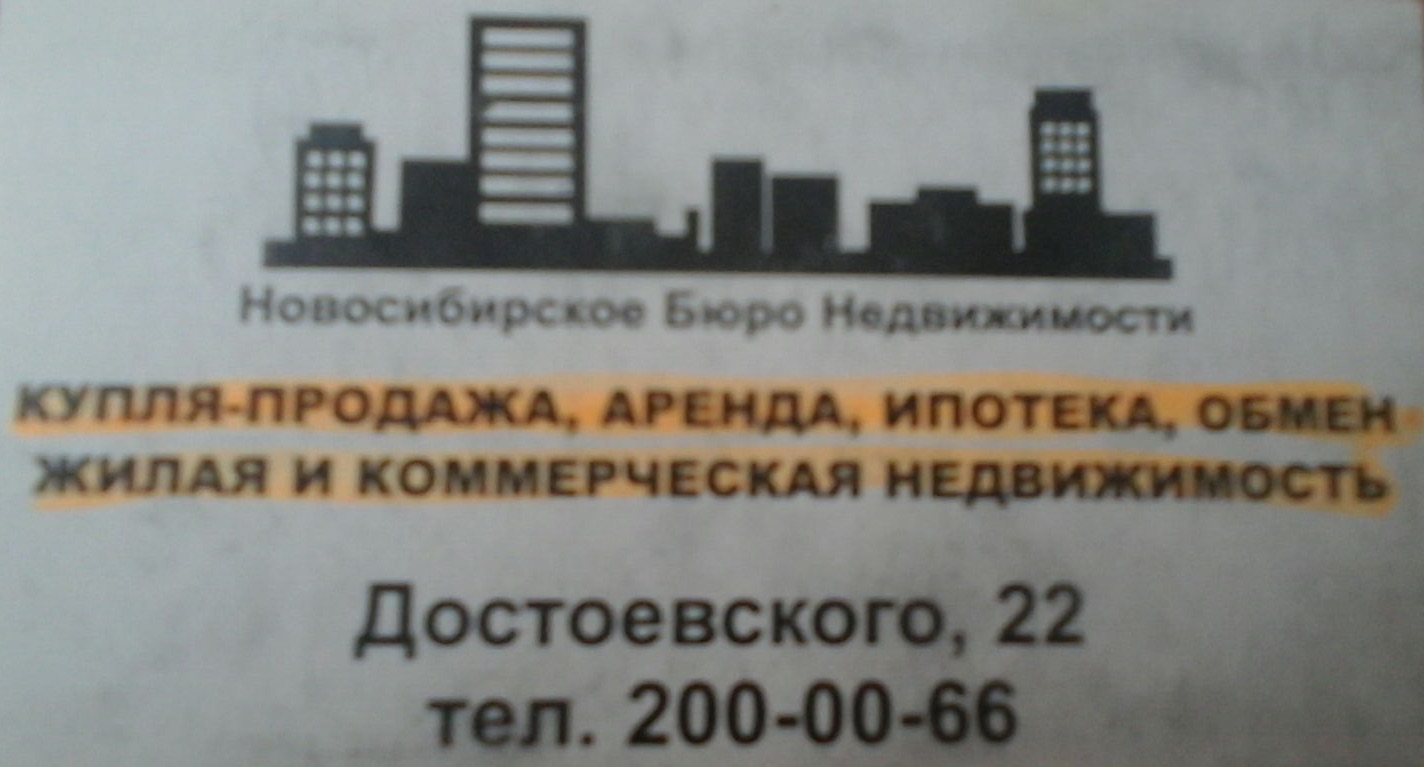 Новосибирское Бюро Недвижимости
КУПЛЯ-ПРОДАЖА, АРЕНДА, ИПОТЕКА, ОБМЕН
ЖИЛАЯ И КОММЕРЧЕСКАЯ НЕДВИЖИМОСТЬ
Достоевского, 22
тел. 200-00-66